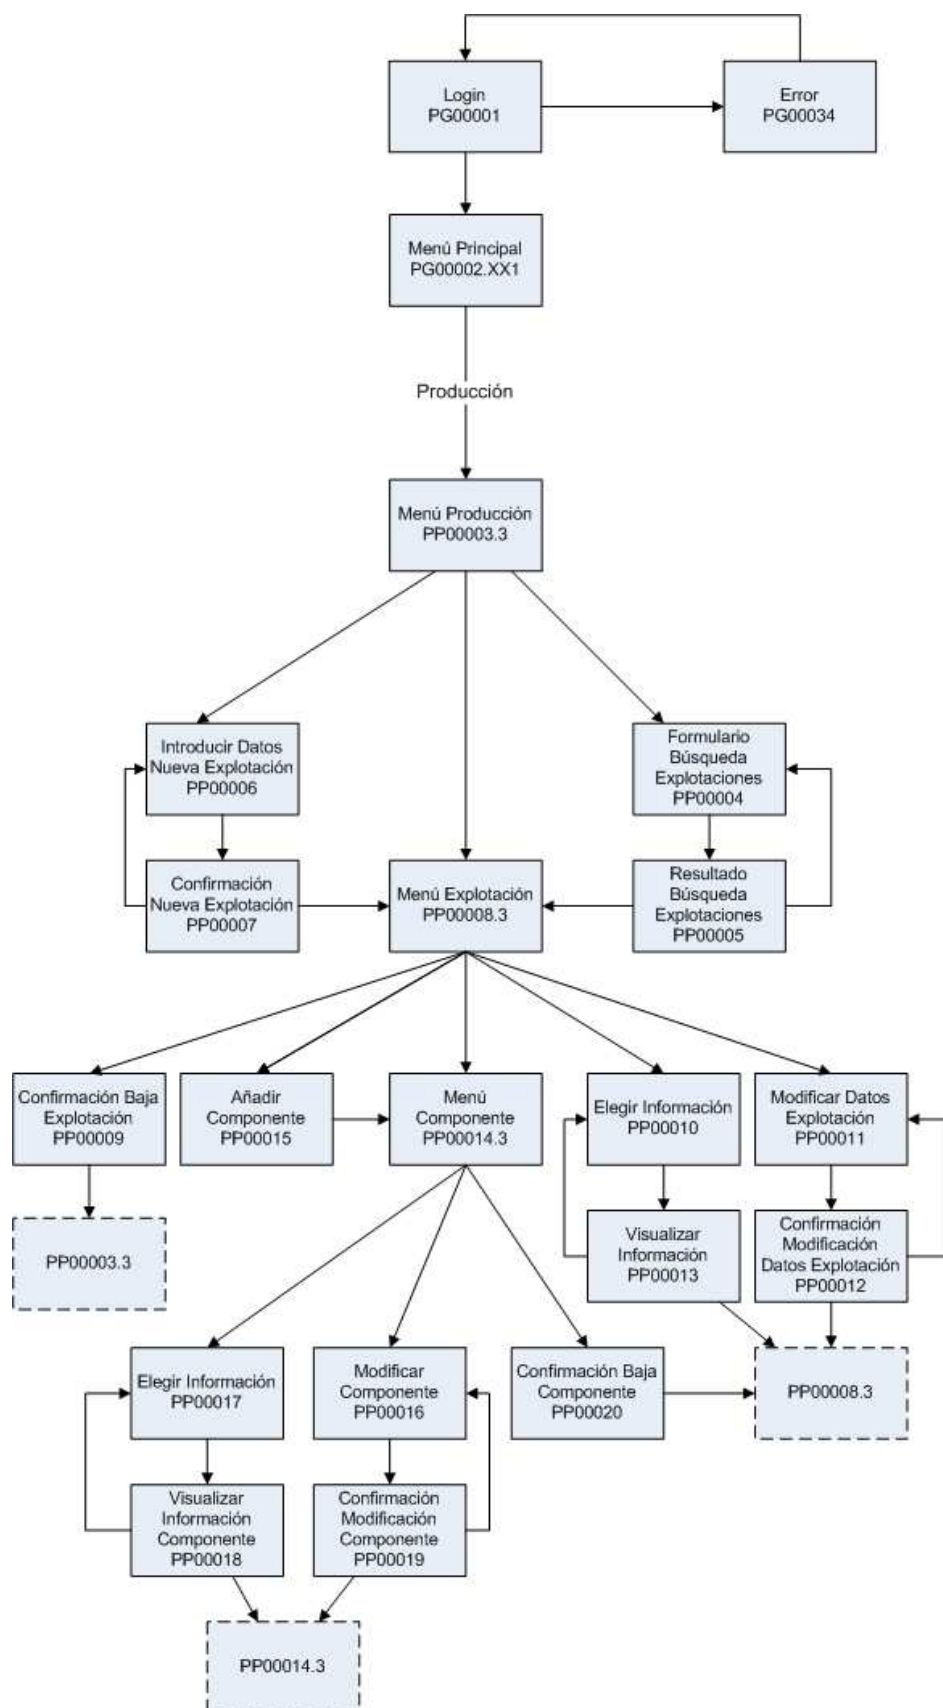 Login
PG00001
Error
PG00034
Menú Principal
PG00002.XX1
Producción
Menú Producción
PP00003.3
Introducir Datos
Nueva Explotación
PP00006
Formulario
Búsqueda
Explotaciones
PP00004
Confirmación
Nueva Explotación
PP00007
Menú Explotación
PP00008.3
Resultado
Búsqueda
Explotaciones
PP00005
Confirmación Baja
Explotación
PP00009
Añadir
Componente
PP00015
Menú
Componente
PP00014.3
Elegir Información
PP00010
Modificar Datos
Explotación
PP00011
PP00003.3
Visualizar
Información
PP00013
Confirmación
Modificación
Datos Explotación
PP00012
Elegir Información
PP00017
Modificar
Componente
PP00016
Confirmación Baja
Componente
PP00020
PP00008.3
Visualizar
Información
Componente
PP00018
Confirmación
Modificación
Componente
PP00019
PP00014.3